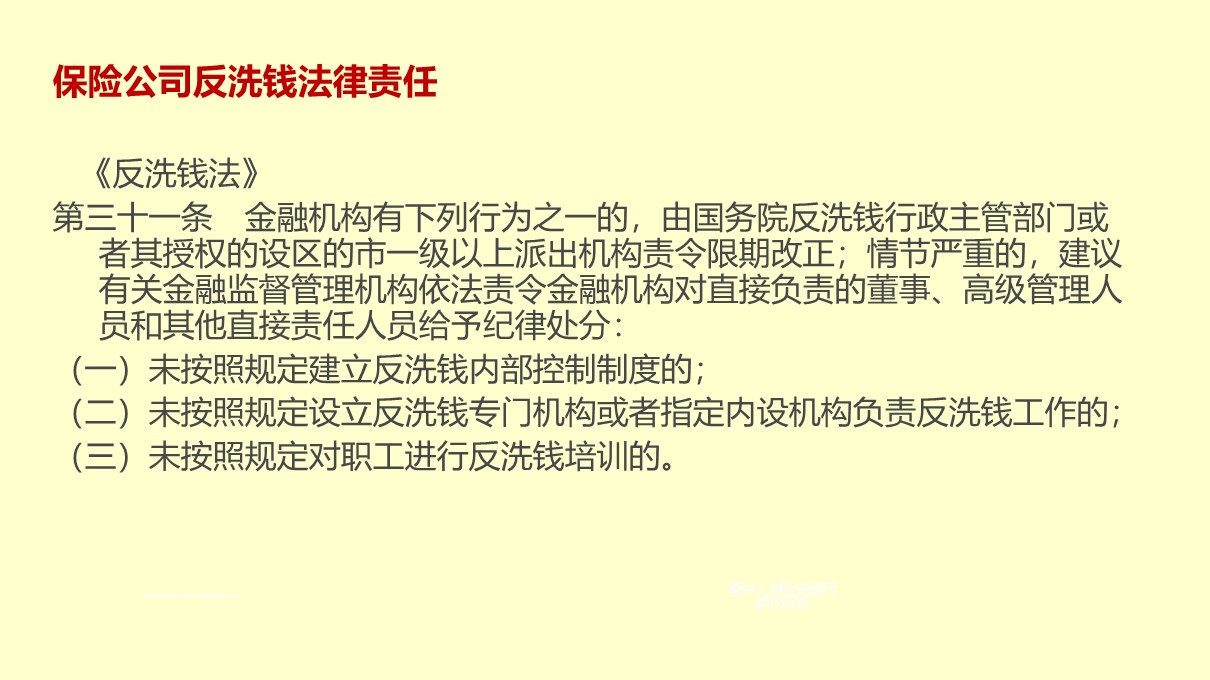 保险公司反洗钱法律责任
《反洗钱法》
第三十一条　金融机构有下列行为之一的，由国务院反洗钱行政主管部门或
者其授权的设区的市一级以上派出机构责令限期改正；情节严重的，建议
有关金融监督管理机构依法责令金融机构对直接负责的董事、高级管理人
员和其他直接责任人员给予纪律处分：
（一）未按照规定建立反洗钱内部控制制度的；
（二）未按照规定设立反洗钱专门机构或者指定内设机构负责反洗钱工作的；
（三）未按照规定对职工进行反洗钱培训的。